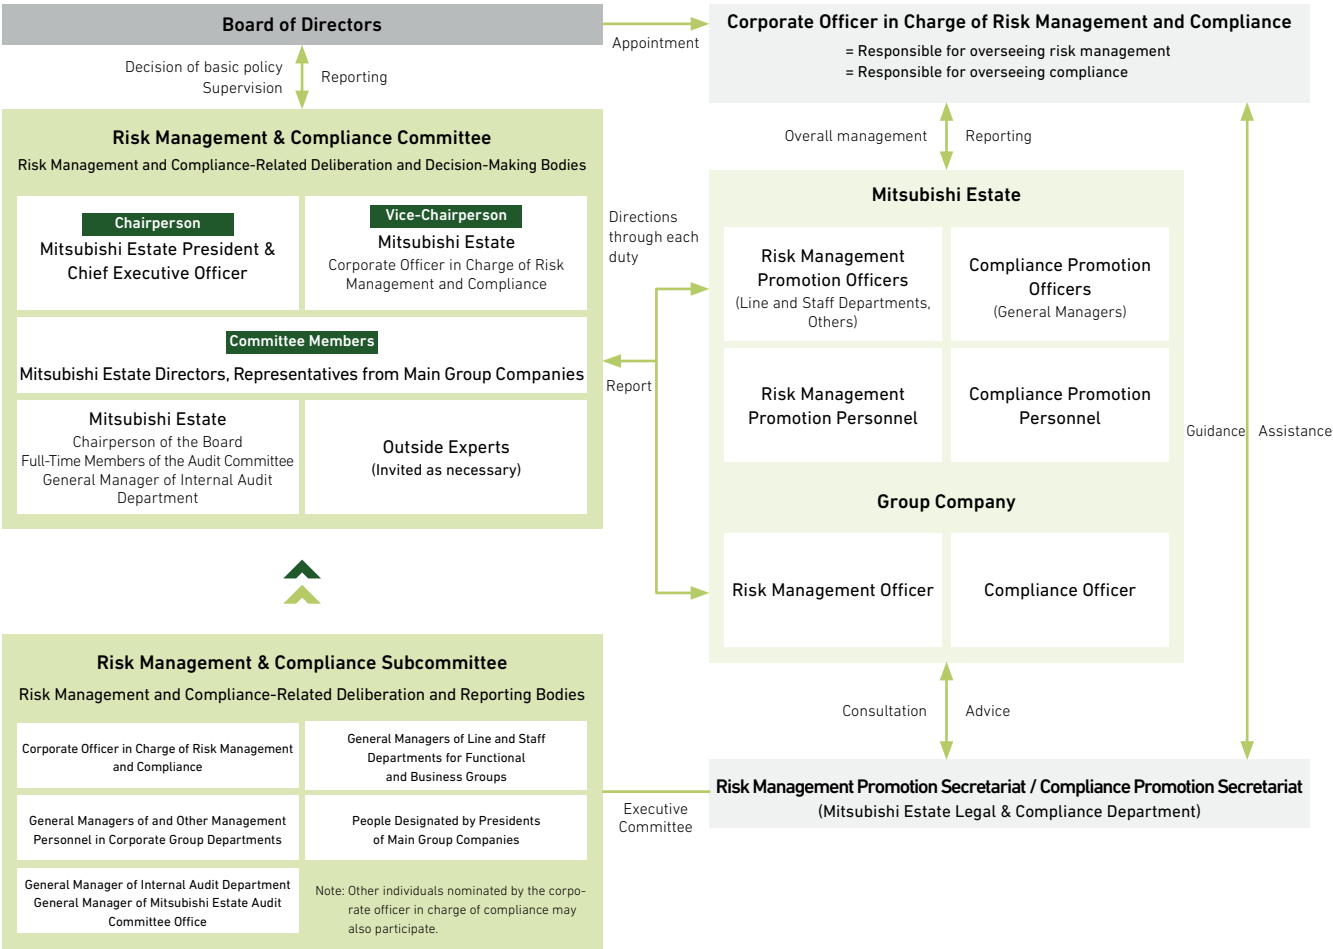 Board of Directors
Appointment
Corporate Officer in Charge of Risk Management and Compliance
= Responsible for overseeing risk management
= Responsible for overseeing compliance
Decision of basic policy
Supervision
Reporting
Risk Management & Compliance Committee
Risk Management and Compliance-Related Deliberation and Decision-Making Bodies
Chairperson
Mitsubishi Estate President &
Chief Executive Officer
Vice-Chairperson
Mitsubishi Estate
Corporate Officer in Charge of Risk
Management and Compliance
Committee Members
Mitsubishi Estate Directors, Representatives from Main Group Companies
Mitsubishi Estate
Chairperson of the Board
Full-Time Members of the Audit Committee
General Manager of Internal Audit
Department
Outside Experts
(Invited as necessary)
Directions
through each
duty
Report
Overall management
Reporting
Mitsubishi Estate
Risk Management
Promotion Officers
(Line and Staff Departments,
Others)
Compliance Promotion
Officers
(General Managers)
Risk Management
Promotion Personnel
Compliance Promotion
Personnel
Group Company
Risk Management Officer
Compliance Officer
Guidance
Assistance
Consultation
Advice
Risk Management & Compliance Subcommittee
Risk Management and Compliance-Related Deliberation and Reporting Bodies
Corporate Officer in Charge of Risk Management
and Compliance
General Managers of Line and Staff
Departments for Functional
and Business Groups
General Managers of and Other Management
Personnel in Corporate Group Departments
People Designated by Presidents
of Main Group Companies
General Manager of Internal Audit Department
General Manager of Mitsubishi Estate Audit
Committee Office
Note: Other individuals nominated by the corpo-
rate officer in charge of compliance may
also participate.
Executive
Committee
Risk Management Promotion Secretariat / Compliance Promotion Secretariat
(Mitsubishi Estate Legal & Compliance Department)